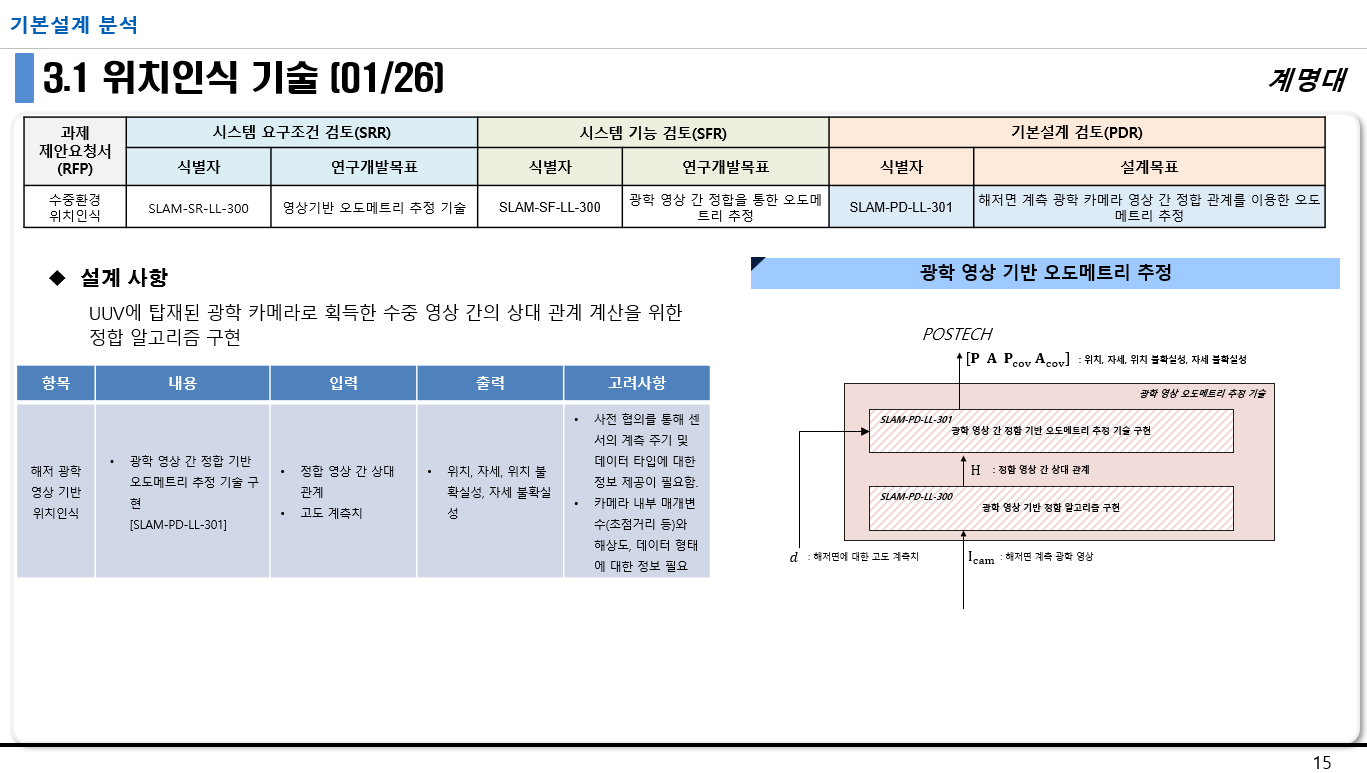 기본설계 분석
3.1 위치인식 기술 (01/26)
계명대
과제
제안요청서
(RFP)
시스템 요구조건 검토(SRR)
시스템 기능 검토(SFR)
기본설계 검토(PDR)
식별자
연구개발목표
식별자
연구개발목표
식별자
설계목표
수중환경
위치인식
SLAM-SR-LL-300
영상기반 오도메트리 추정 기술
SLAM-SF-LL-300
광학 영상 간 정합을 통한 오도메
트리 추정
SLAM-PD-LL-301
해저면 계측 광학 카메라 영상 간 정합 관계를 이용한 오도
메트리 추정
◆ 설계 사항
UUV에 탑재된 광학 카메라로 획득한 수중 영상 간의 상대 관계 계산을 위한
정합 알고리즘 구현
항목
내용
입력
출력
고려사항
해저 광학
영상 기반
위치인식
• 광학 영상 간 정합 기반
오도메트리 추정 기술 구
현
[SLAM-PD-LL-301]
• 정합 영상 간 상대
관계
• 고도 계측치
• 위치, 자세, 위치 불
확실성, 자세 불확실
성
• 사전 협의를 통해 센
서의 계측 주기 및
데이터 타입에 대한
정보 제공이 필요함.
• 카메라 내부 매개변
수(초점거리 등)와
해상도, 데이터 형태
에 대한 정보 필요
광학 영상 기반 오도메트리 추정
POSTECH
[P A Pcov Acov] : 위치, 자세, 위치 불확실성, 자세 불확실성
광학 영상 오도메트리 추정 기술
SLAM-PD-LL-301
광학 영상 간 정합 기반 오도메트리 추정 기술 구현
H : 정합 영상 간 상대 관계
SLAM-PD-LL-300
광학 영상 기반 정합 알고리즘 구현
d : 해저면에 대한 고도 계측치
Icam : 해저면 계측 광학 영상
15